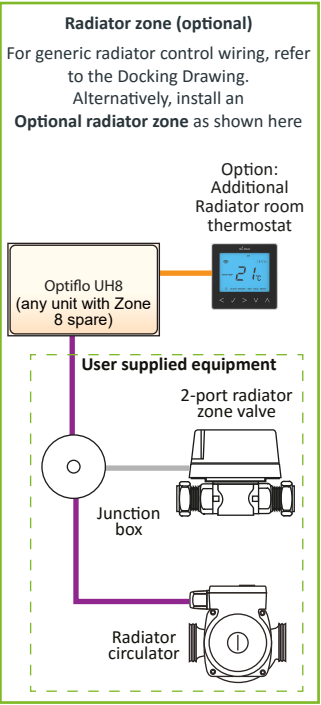 Radiator zone (optional)
For generic radiator control wiring, refer
to the Docking Drawing.
Alternatively, install an
Optional radiator zone as shown here
Option:
Additional
Radiator room
thermostat
Optiflo UH8
(any unit with Zone
8 spare)
21
User supplied equipment
2-port radiator
zone valve
Junction
box
Radiator
circulator